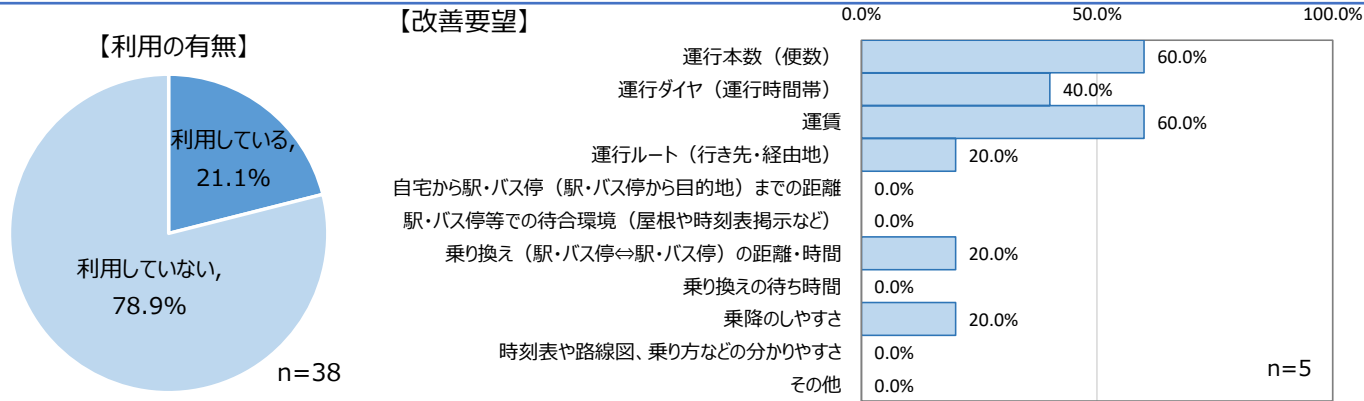 【利用の有無】
利用している,
21.1%
利用していない,
78.9%
n=38
【改善要望】
0.0% 50.0% 100.0%
運行本数（便数） 60.0%
運行ダイヤ（運行時間帯） 40.0%
運賃 60.0%
運行ルート（行き先・経由地） 20.0%
自宅から駅・バス停（駅・バス停から目的地）までの距離 0.0%
駅・バス停等での待合環境（屋根や時刻表掲示など） 0.0%
乗り換え（駅・バス停⇔駅・バス停）の距離・時間 20.0%
乗り換えの待ち時間 0.0%
乗降のしやすさ 20.0%
時刻表や路線図、乗り方などの分かりやすさ 0.0%
その他 0.0%
n=5